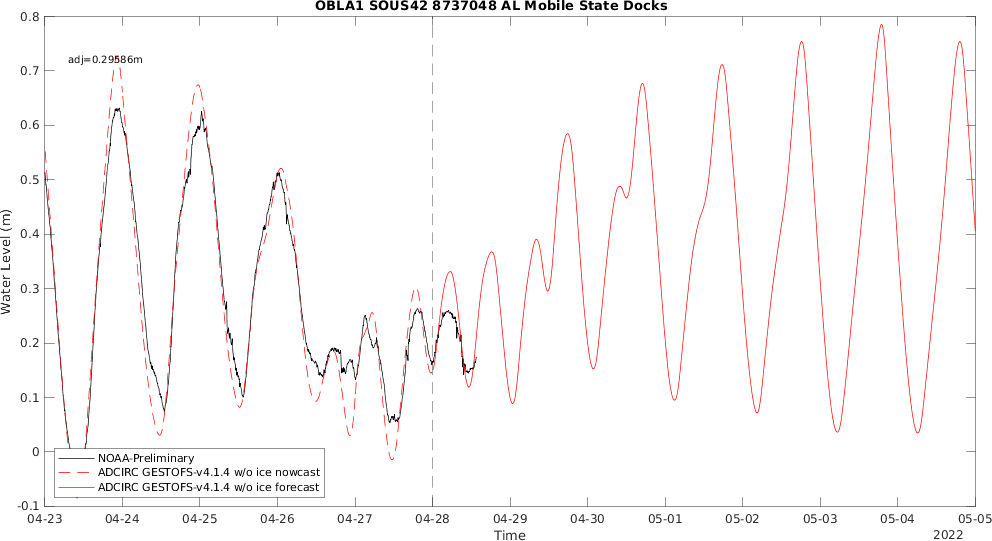 OBLA1 SOUS42 8737048 AL Mobile State Docks
adj=0.29586m
Water Level (m)
0.8
0.7
0.6
0.5
0.4
0.3
0.2
0.1
0
-0.1
NOAA-Preliminary
ADCIRC GESTOFS-v4.1.4 w/o ice nowcast
ADCIRC GESTOFS-v4.1.4 w/o ice forecast
04-23 04-24 04-25 04-26 04-27 04-28 04-29 04-30 05-01 05-02 05-03 05-04 05-05
Time
2022